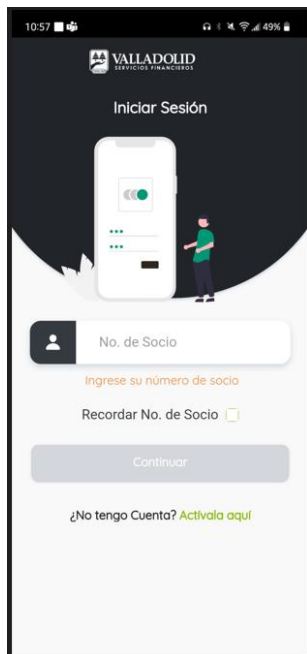 10:57 49%
VALLADOLID
SERVICIOS FINANCIEROS
Iniciar Sesión
No. de Socio
Ingrese su número de socio
Recordar No. de Socio
Continuar
¿No tengo Cuenta? Actívala aquí